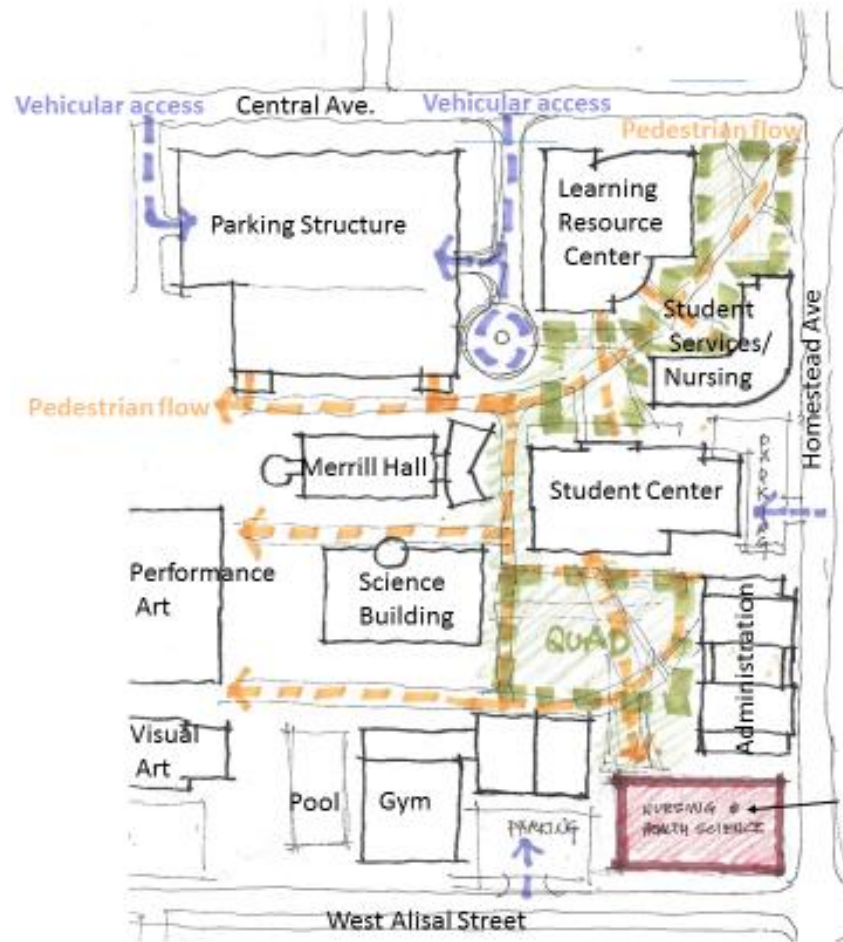 Vehicular access
Central Ave.
Vehicular access
Pedestrian flow
Learning
Resource
Center
Parking Structure
Student
Services/
Nursing
Homestead Ave
Pedestrian flow
Merrill Hall
Student Center
PARKING
Performance
Art
Science
Building
QUAD
Administration
Visual
Art
Pool
Gym
PARKING
NURSING &
HEALTH SCIENCE
West Alisal Street